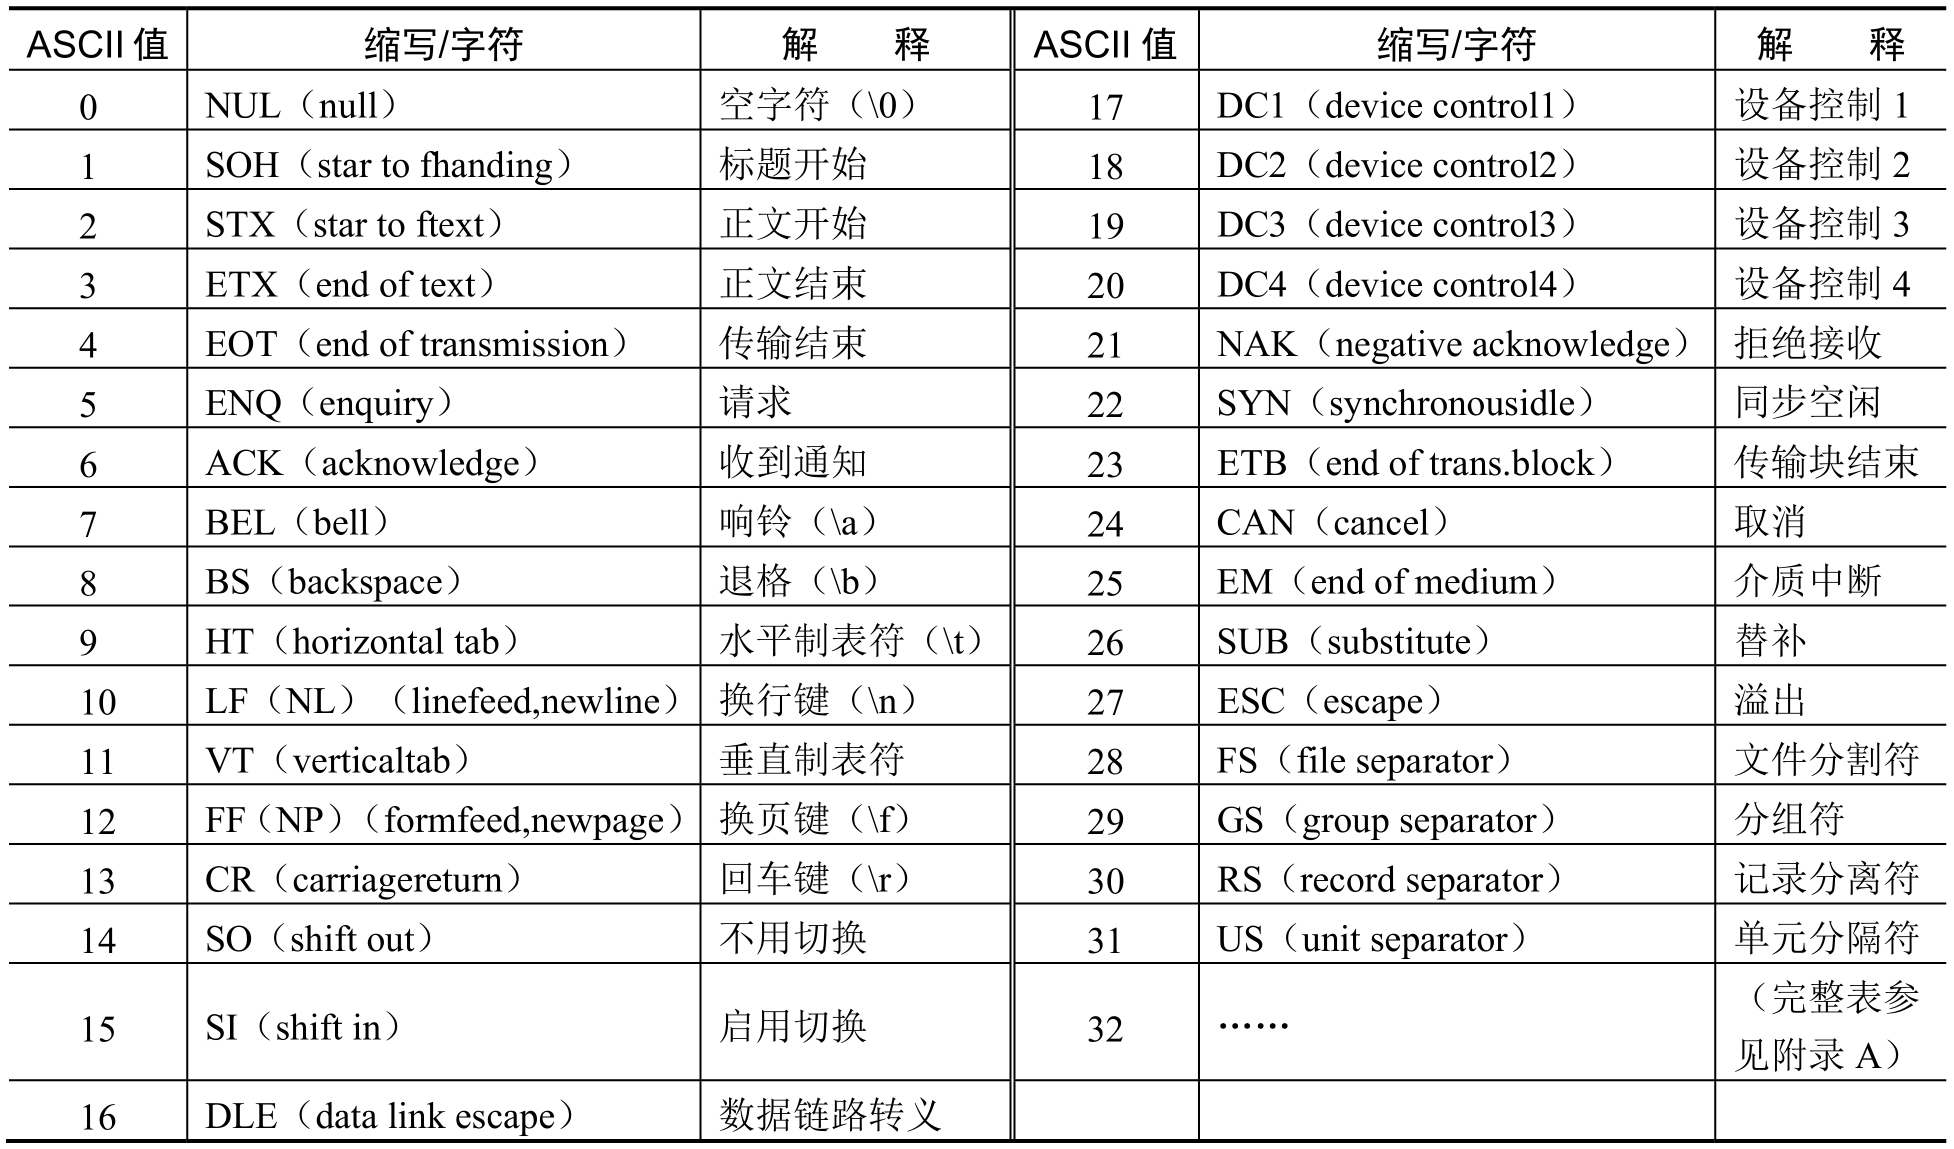 ASCII 值 缩写/字符 解 释 ASCII 值 缩写/字符 解 释
0 NUL（null） 空字符（\0） 17 DC1（device control1） 设备控制 1
1 SOH（star to fhanding） 标题开始 18 DC2（device control2） 设备控制 2
2 STX（star to ftext） 正文开始 19 DC3（device control3） 设备控制 3
3 ETX（end of text） 正文结束 20 DC4（device control4） 设备控制 4
4 EOT（end of transmission） 传输结束 21 NAK（negative acknowledge） 拒绝接收
5 ENQ（enquiry） 请求 22 SYN（synchronousidle） 同步空闲
6 ACK（acknowledge） 收到通知 23 ETB（end of trans.block） 传输块结束
7 BEL（bell） 响铃（\a） 24 CAN（cancel） 取消
8 BS（backspace） 退格（\b） 25 EM（end of medium） 介质中断
9 HT（horizontal tab） 水平制表符（\t） 26 SUB（substitute） 替补
10 LF（NL）（linefeed,newline） 换行键（\n） 27 ESC（escape） 溢出
11 VT（verticaltab） 垂直制表符 28 FS（file separator） 文件分割符
12 FF（NP）（formfeed,newpage） 换页键（\f） 29 GS（group separator） 分组符
13 CR（carriagereturn） 回车键（\r） 30 RS（record separator） 记录分离符
14 SO（shift out） 不用切换 31 US（unit separator） 单元分隔符
15 SI（shift in） 启用切换 32 …… （完整表参
见附录 A）
16 DLE（data link escape） 数据链路转义